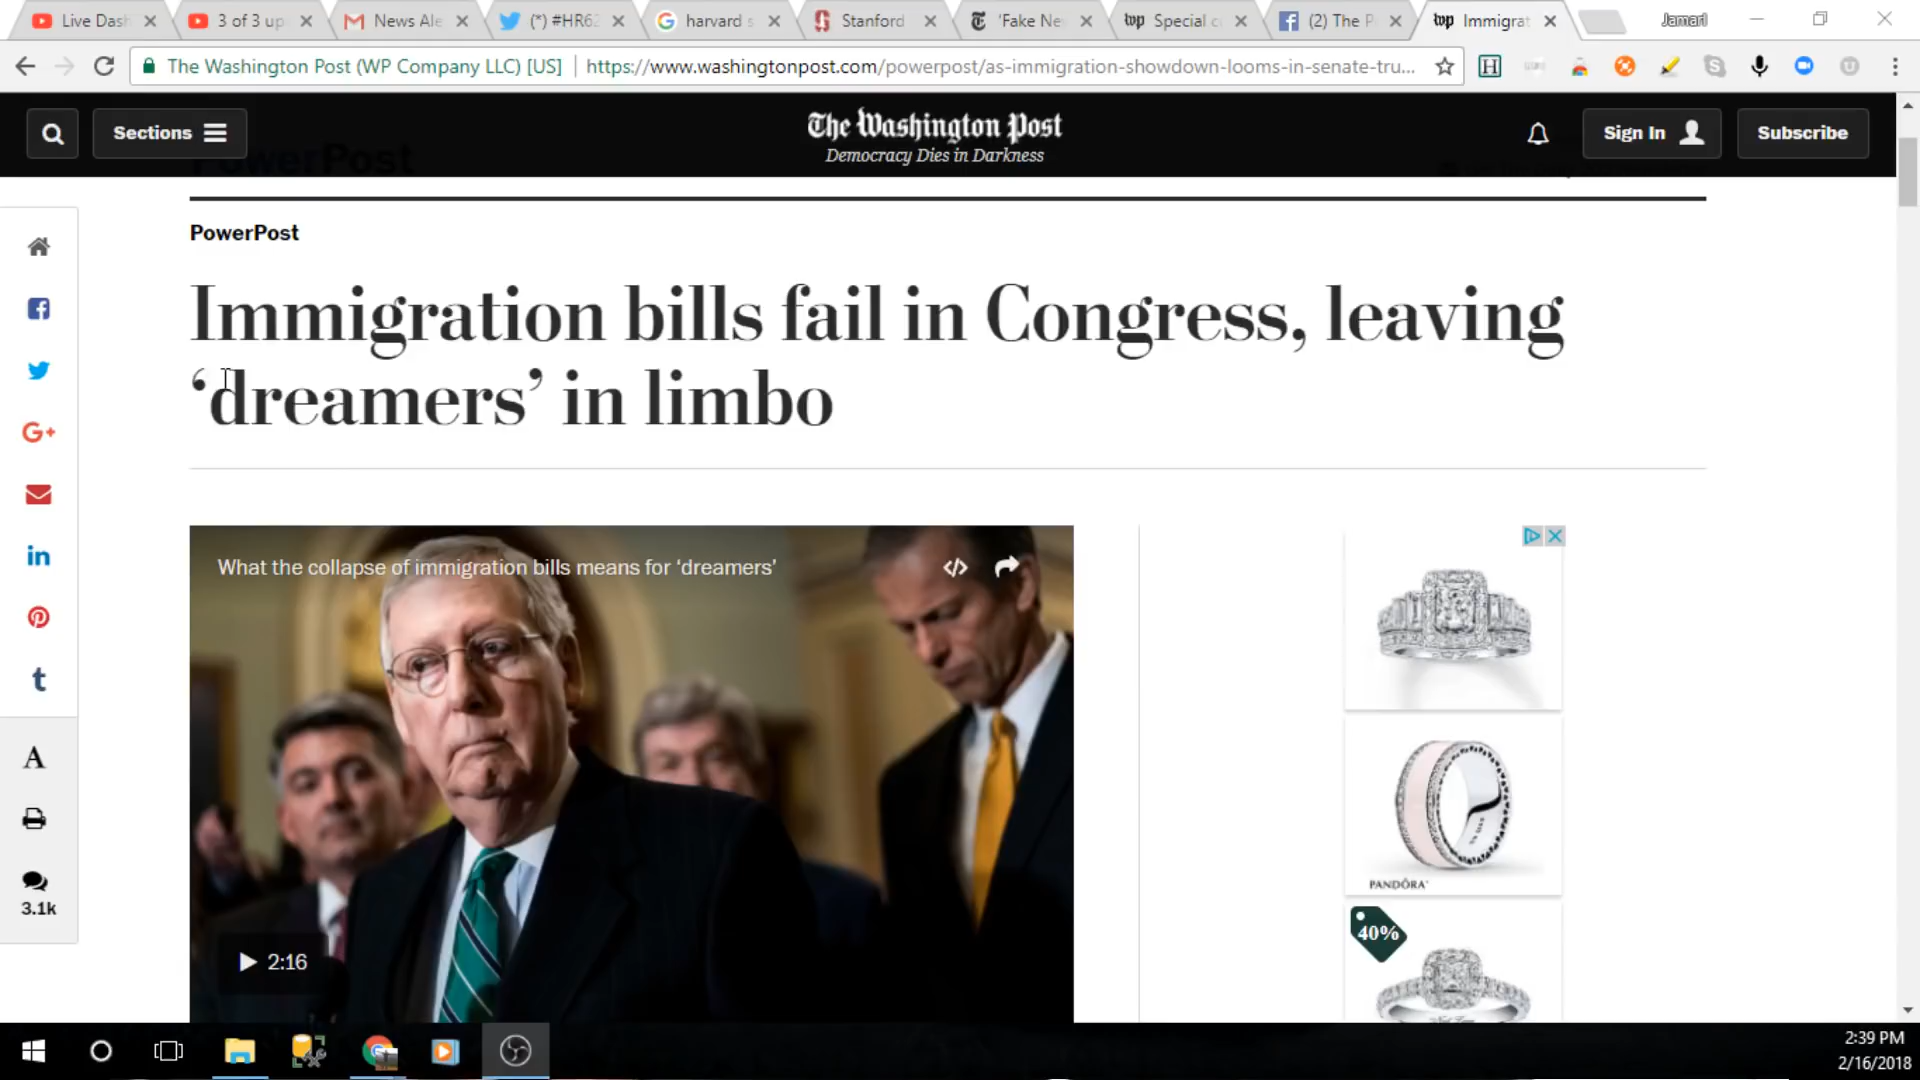 Live Dash
3 of 3 up
News Ale
(*) #HR62
harvard s
Stanford
'Fake Ne
Special c
(2) The P
Immigrat
Jamarl
The Washington Post (WP Company LLC) [US] | https://www.washingtonpost.com/powerpost/as-immigration-showdown-looms-in-senate-tru...
Sections
The Washington Post
Democracy Dies in Darkness
Sign In
Subscribe
PowerPost
PowerPost
Immigration bills fail in Congress, leaving
‘dreamers’ in limbo
What the collapse of immigration bills means for ‘dreamers’
2:16
PANDÖRA
40%
A
3.1k
2:39 PM
2/16/2018